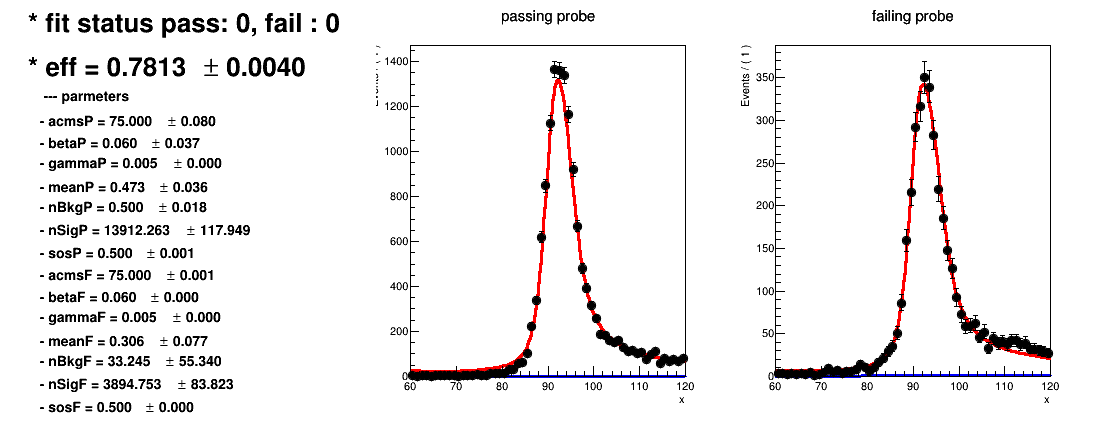 * fit status pass: 0, fail : 0
* eff = 0.7813 ± 0.0040
--- parmeters
- acmsP = 75.000 ± 0.080
- betaP = 0.060 ± 0.037
- gammaP = 0.005 ± 0.000
- meanP = 0.473 ± 0.036
- nBkgP = 0.500 ± 0.018
- nSigP = 13912.263 ± 117.949
- sosP = 0.500 ± 0.001
- acmsF = 75.000 ± 0.001
- betaF = 0.060 ± 0.000
- gammaF = 0.005 ± 0.000
- meanF = 0.306 ± 0.077
- nBkgF = 33.245 ± 55.340
- nSigF = 3894.753 ± 83.823
- sosF = 0.500 ± 0.000
passing probe
1400
1200
1000
800
600
400
200
0
60 70 80 90 100 110 120
x
failing probe
Events / ( 1 )
350
300
250
200
150
100
50
0
60 70 80 90 100 110 120
x